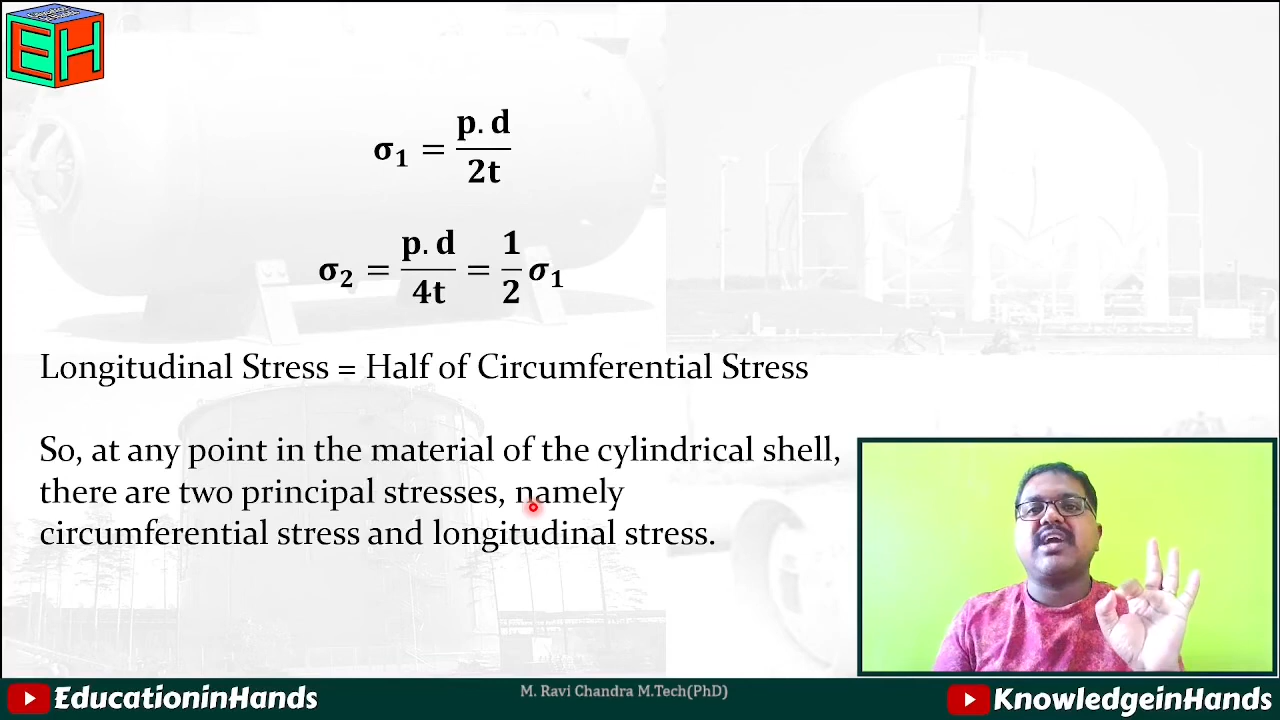 EH
σ₁ = p.d / 2t
σ₂ = p.d / 4t = 1/2 σ₁
Longitudinal Stress = Half of Circumferential Stress
So, at any point in the material of the cylindrical shell,
there are two principal stresses, namely
circumferential stress and longitudinal stress.
EducationinHands
M. Ravi Chandra M.Tech(PhD)
KnowledgeinHands